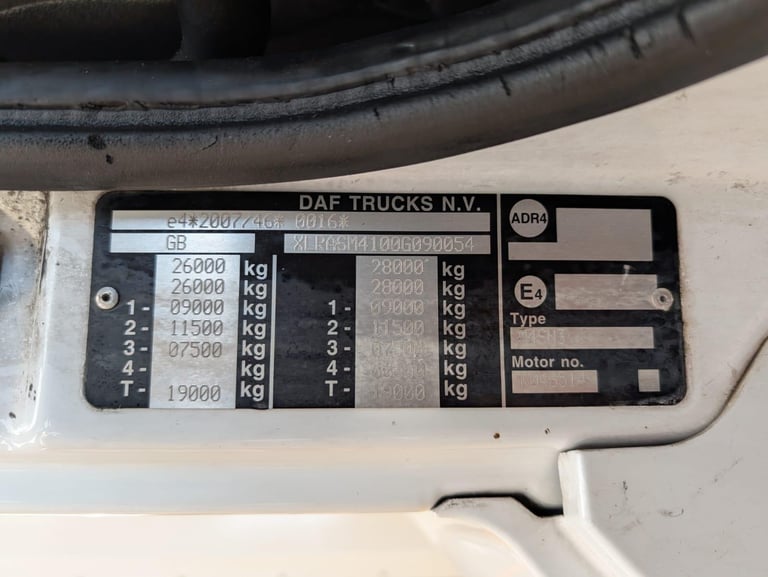 DAF TRUCKS N.V.
e4*2007/46* 0016*
GB XLRASM4100G090054
26000 kg 28000 kg
26000 kg 28000 kg
1- 09000 kg 1- 09000 kg
2- 11500 kg 2- 11500 kg
3- 07500 kg 3- kg
4- kg 4- kg
T- 19000 kg T- 19000 kg
ADR4
E4
Type
Motor no.